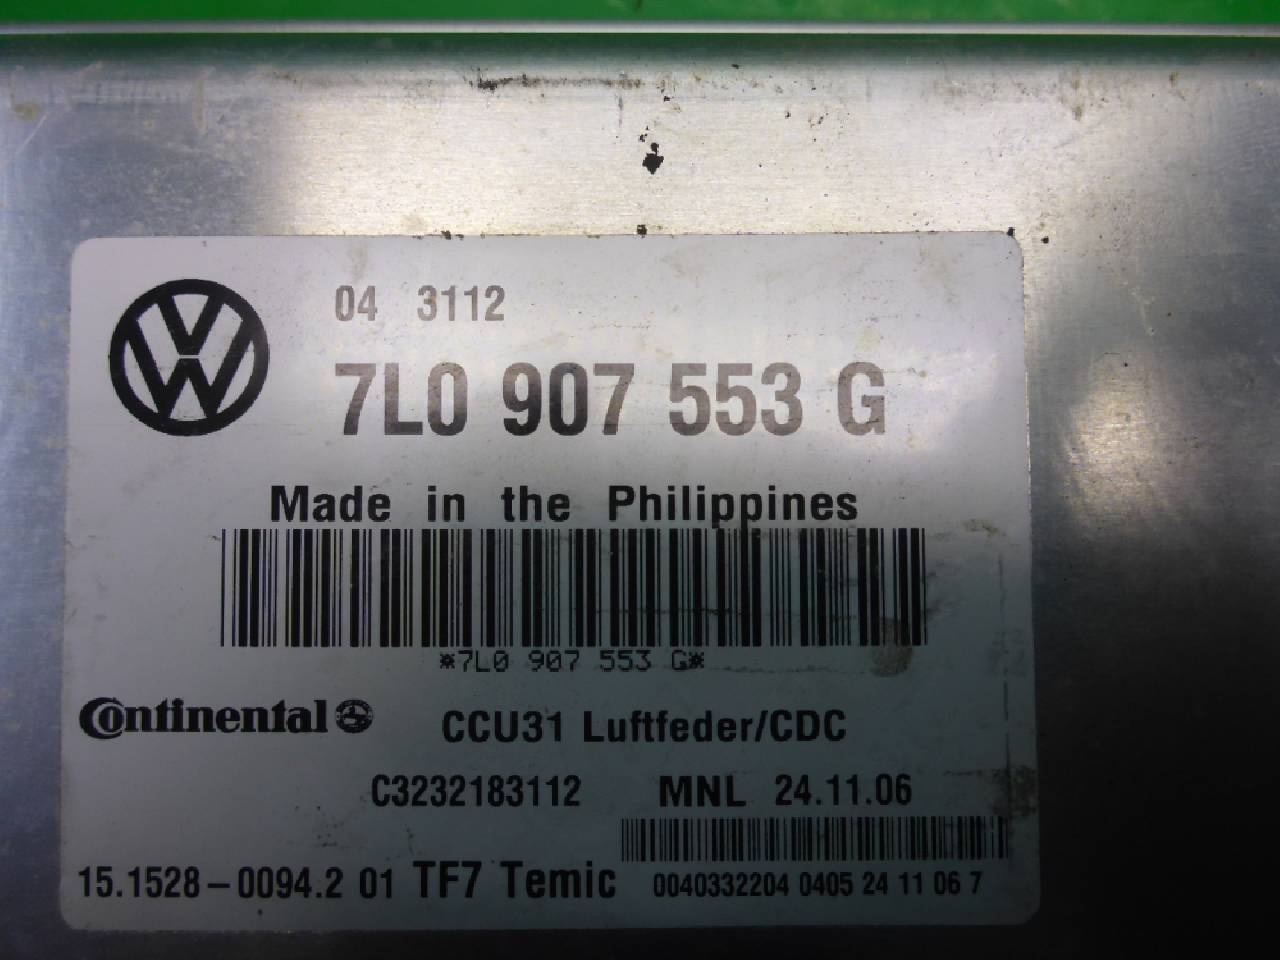 04 3112
7L0 907 553 G
Made in the Philippines
*7L0 907 553 G*
Continental CCU31 Luftfeder/CDC
C3232183112 MNL 24.11.06
15.1528-0094.2 01 TF7 Temic 0040332204 0405 24 11 06 7